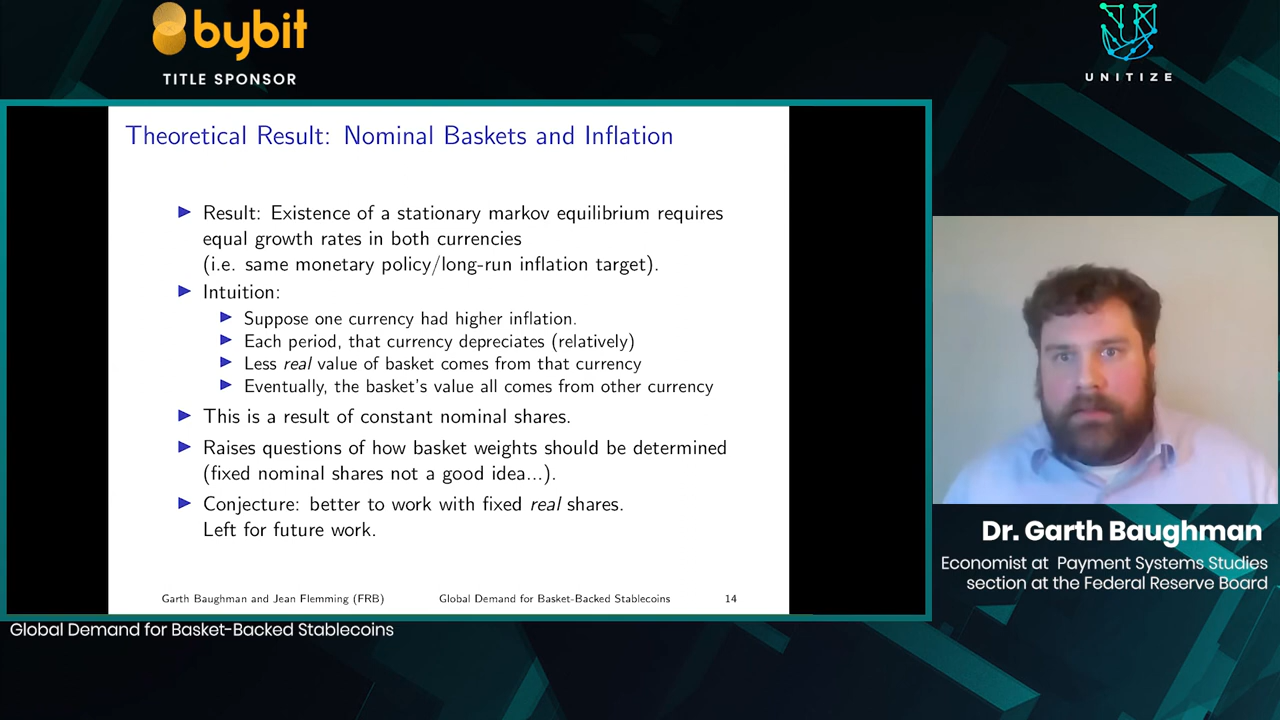 bybit
TITLE SPONSOR
UNITIZE
Theoretical Result: Nominal Baskets and Inflation
Result: Existence of a stationary markov equilibrium requires
equal growth rates in both currencies
(i.e. same monetary policy/long-run inflation target).
Intuition:
Suppose one currency had higher inflation.
Each period, that currency depreciates (relatively)
Less real value of basket comes from that currency
Eventually, the basket's value all comes from other currency
This is a result of constant nominal shares.
Raises questions of how basket weights should be determined
(fixed nominal shares not a good idea...).
Conjecture: better to work with fixed real shares.
Left for future work.
Garth Baughman and Jean Flemming (FRB) Global Demand for Basket-Backed Stablecoins 14
Dr. Garth Baughman
Economist at Payment Systems Studies
section at the Federal Reserve Board
Global Demand for Basket-Backed Stablecoins